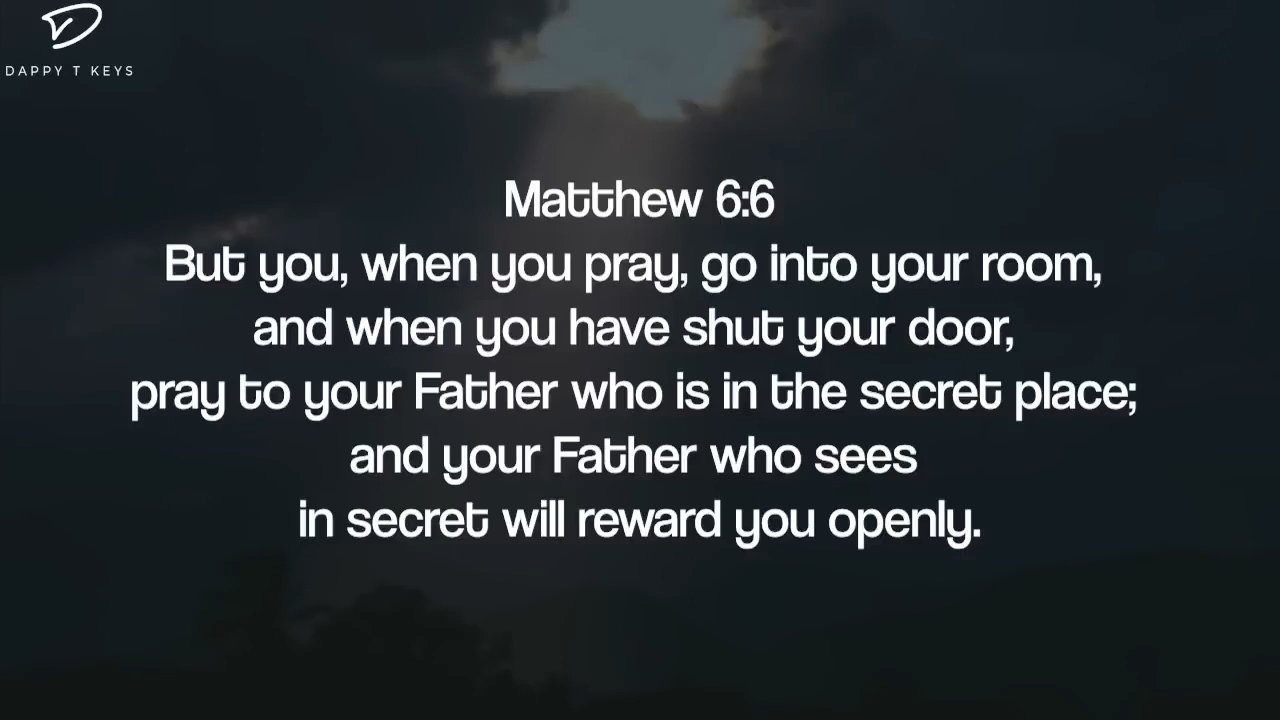 DAPPY T KEYS
Matthew 6:6
But you, when you pray, go into your room,
and when you have shut your door,
pray to your Father who is in the secret place;
and your Father who sees
in secret will reward you openly.